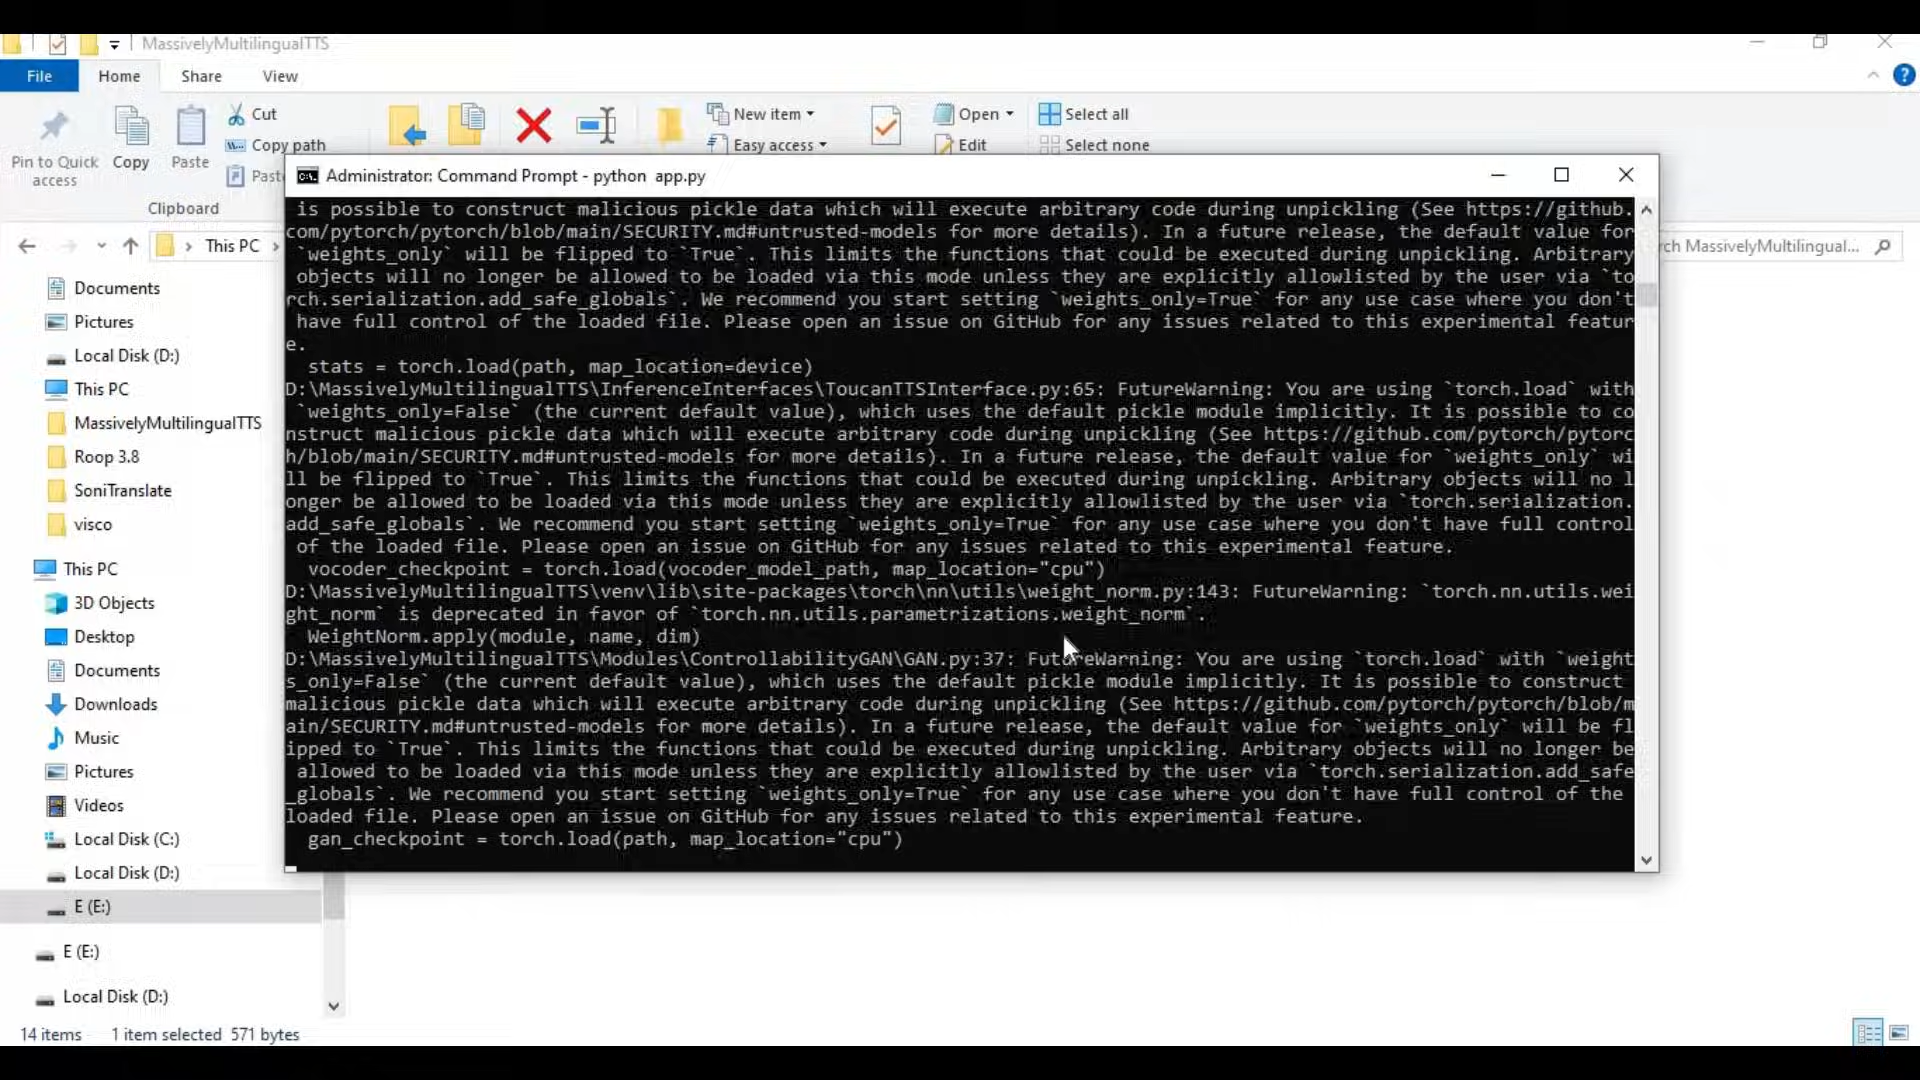 MassivelyMultilingualTTS
File Home Share View
Pin to Quick access
Copy
Paste
Cut
Copy path
Past
Clipboard
New item
Easy access
Open
Edit
Select all
Select none
This PC
rch MassivelyMultilingual...
Administrator: Command Prompt - python  app.py
is possible to construct malicious pickle data which will execute arbitrary code during unpickling (See https://github.
com/pytorch/pytorch/blob/main/SECURITY.md#untrusted-models for more details). In a future release, the default value for
`weights_only` will be flipped to `True`. This limits the functions that could be executed during unpickling. Arbitrary
objects will no longer be allowed to be loaded via this mode unless they are explicitly allowlisted by the user via `to
rch.serialization.add_safe_globals`. We recommend you start setting `weights_only=True` for any use case where you don't
have full control of the loaded file. Please open an issue on GitHub for any issues related to this experimental featur
e.
stats = torch.load(path, map_location=device)
D:\MassivelyMultilingualTTS\InferenceInterfaces\ToucanTTSInterface.py:65: FutureWarning: You are using `torch.load` with
`weights_only=False` (the current default value), which uses the default pickle module implicitly. It is possible to co
nstruct malicious pickle data which will execute arbitrary code during unpickling (See https://github.com/pytorch/pytorc
h/blob/main/SECURITY.md#untrusted-models for more details). In a future release, the default value for `weights_only` wi
ll be flipped to `True`. This limits the functions that could be executed during unpickling. Arbitrary objects will no l
onger be allowed to be loaded via this mode unless they are explicitly allowlisted by the user via `torch.serialization.
add_safe_globals`. We recommend you start setting `weights_only=True` for any use case where you don't have full control
of the loaded file. Please open an issue on GitHub for any issues related to this experimental feature.
vocoder_checkpoint = torch.load(vocoder_model_path, map_location="cpu")
D:\MassivelyMultilingualTTS\venv\lib\site-packages\torch\nn\utils\weight_norm.py:143: FutureWarning: `torch.nn.utils.wei
ght_norm` is deprecated in favor of `torch.nn.utils.parametrizations.weight_norm`.
WeightNorm.apply(module, name, dim)
D:\MassivelyMultilingualTTS\Modules\ControllabilityGAN\GAN.py:37: FutureWarning: You are using `torch.load` with `weight
s_only=False` (the current default value), which uses the default pickle module implicitly. It is possible to construct
malicious pickle data which will execute arbitrary code during unpickling (See https://github.com/pytorch/pytorch/blob/m
ain/SECURITY.md#untrusted-models for more details). In a future release, the default value for `weights_only` will be fl
ipped to `True`. This limits the functions that could be executed during unpickling. Arbitrary objects will no longer be
allowed to be loaded via this mode unless they are explicitly allowlisted by the user via `torch.serialization.add_safe
_globals`. We recommend you start setting `weights_only=True` for any use case where you don't have full control of the
loaded file. Please open an issue on GitHub for any issues related to this experimental feature.
gan_checkpoint = torch.load(path, map_location="cpu")
Documents
Pictures
Local Disk (D:)
This PC
MassivelyMultilingualTTS
Roop 3.8
SoniTranslate
visco
This PC
3D Objects
Desktop
Documents
Downloads
Music
Pictures
Videos
Local Disk (C:)
Local Disk (D:)
E (E:)
E (E:)
Local Disk (D:)
14 items 1 item selected 571 bytes